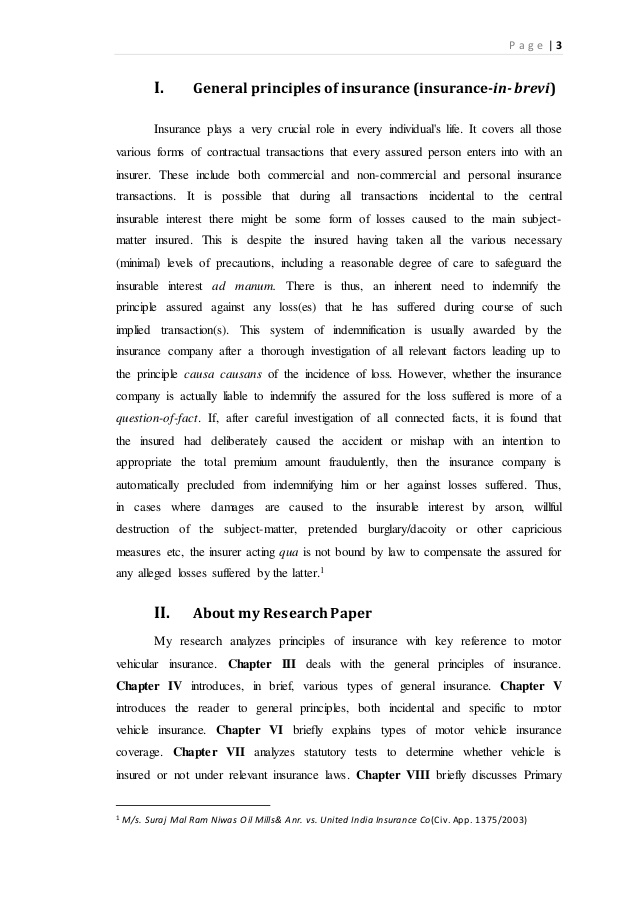 P a g e | 3
I. General principles of insurance (insurance-in-brevi)
Insurance plays a very crucial role in every individual's life. It covers all those
various forms of contractual transactions that every assured person enters into with an
insurer. These include both commercial and non-commercial and personal insurance
transactions. It is possible that during all transactions incidental to the central
insurable interest there might be some form of losses caused to the main subject-
matter insured. This is despite the insured having taken all the various necessary
(minimal) levels of precautions, including a reasonable degree of care to safeguard the
insurable interest ad manum. There is thus, an inherent need to indemnify the
principle assured against any loss(es) that he has suffered during course of such
implied transaction(s). This system of indemnification is usually awarded by the
insurance company after a thorough investigation of all relevant factors leading up to
the principle causa causans of the incidence of loss. However, whether the insurance
company is actually liable to indemnify the assured for the loss suffered is more of a
question-of-fact. If, after careful investigation of all connected facts, it is found that
the insured had deliberately caused the accident or mishap with an intention to
appropriate the total premium amount fraudulently, then the insurance company is
automatically precluded from indemnifying him or her against losses suffered. Thus,
in cases where damages are caused to the insurable interest by arson, willful
destruction of the subject-matter, pretended burglary/dacoity or other capricious
measures etc, the insurer acting qua is not bound by law to compensate the assured for
any alleged losses suffered by the latter.1
II. About my Research Paper
My research analyzes principles of insurance with key reference to motor
vehicular insurance. Chapter III deals with the general principles of insurance.
Chapter IV introduces, in brief, various types of general insurance. Chapter V
introduces the reader to general principles, both incidental and specific to motor
vehicle insurance. Chapter VI briefly explains types of motor vehicle insurance
coverage. Chapter VII analyzes statutory tests to determine whether vehicle is
insured or not under relevant insurance laws. Chapter VIII briefly discusses Primary
1 M/s. Suraj Mal Ram Niwas Oil Mills& Anr. vs. United India Insurance Co(Civ. App. 1375/2003)